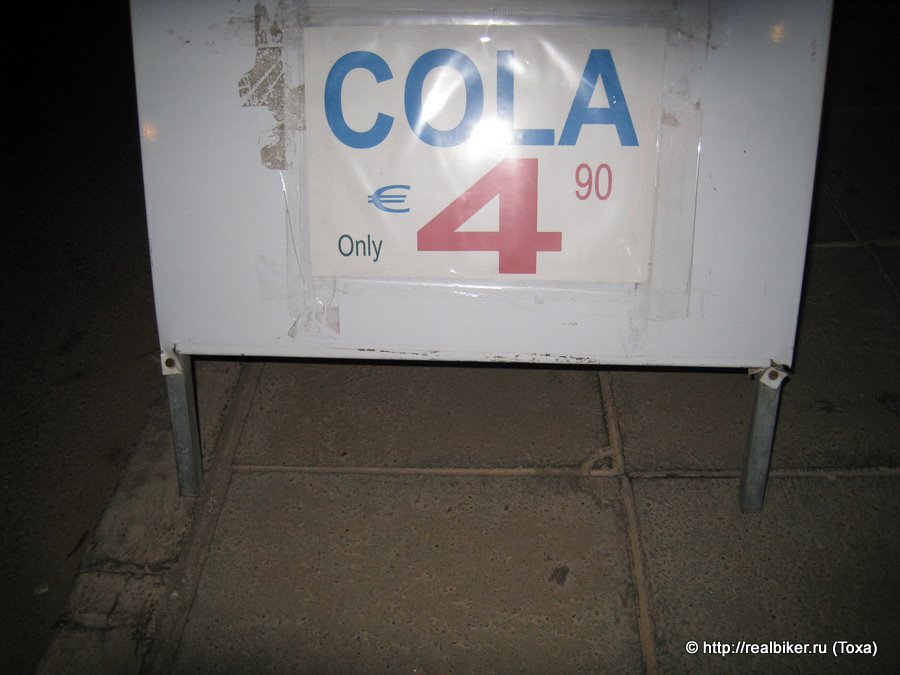 COLA
€ 4 90
Only
© http://realbiker.ru (Toxa)